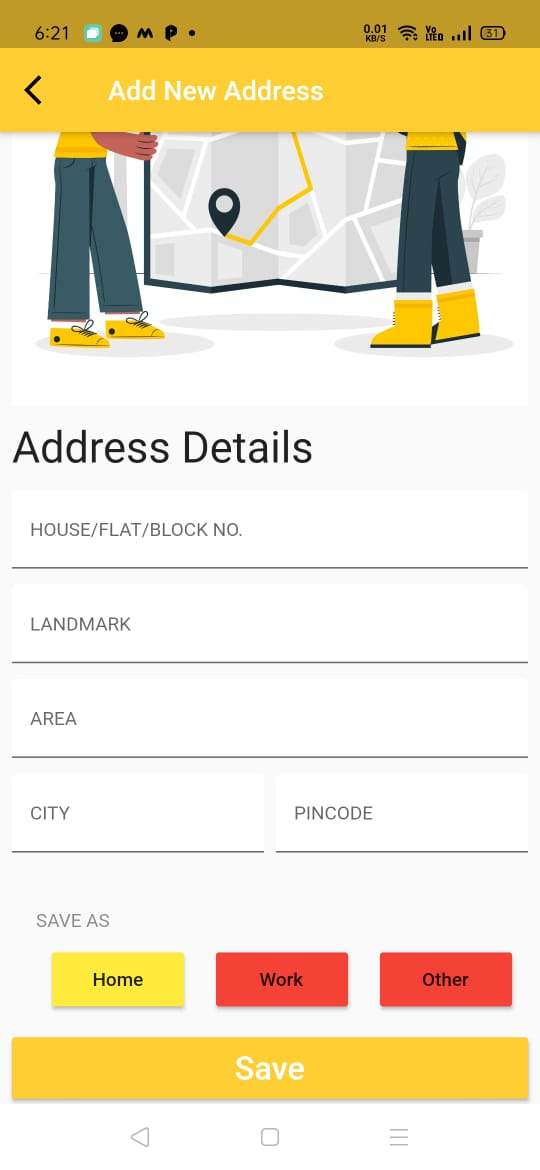 6:21 0.01 KB/S Vo LTED 31
Add New Address
Address Details
HOUSE/FLAT/BLOCK NO.
LANDMARK
AREA
CITY PINCODE
SAVE AS
Home Work Other
Save